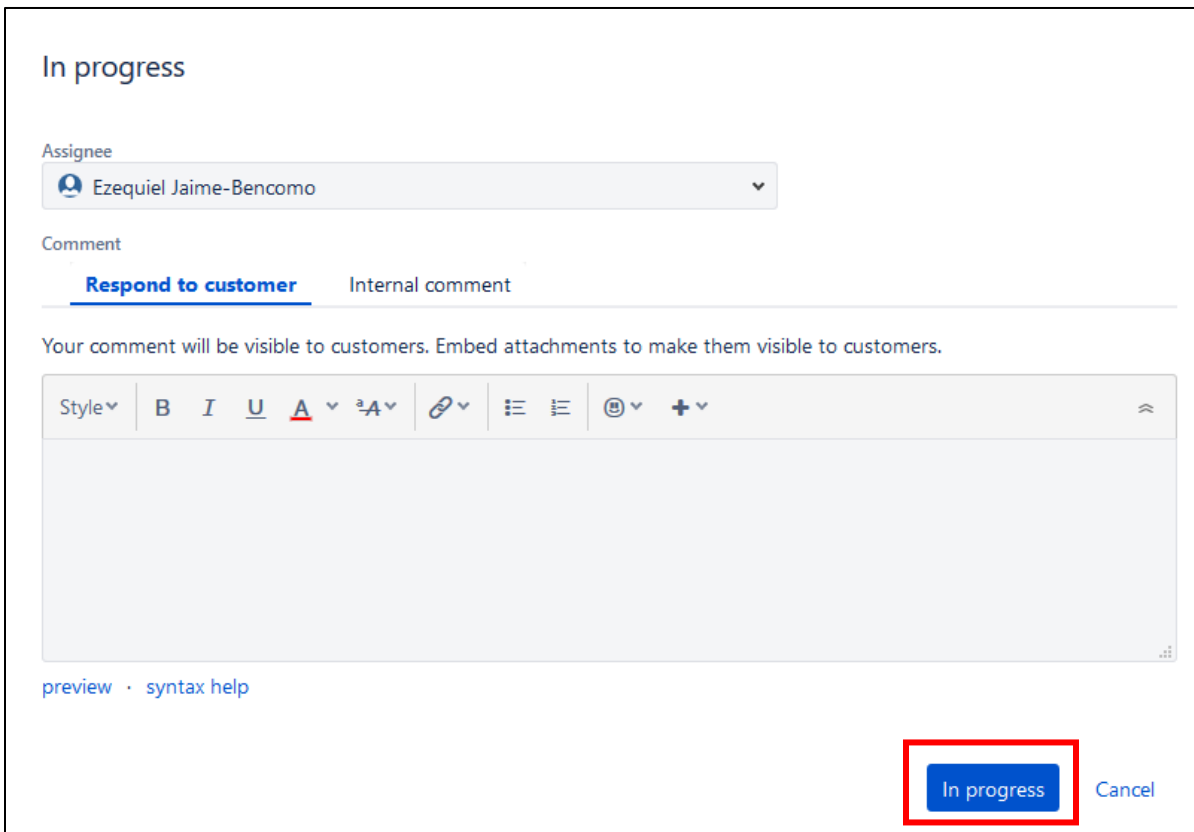 In progress
Assignee
Ezequiel Jaime-Bencomo
Comment
Respond to customer Internal comment
Your comment will be visible to customers. Embed attachments to make them visible to customers.
Style B I U A ªA
preview · syntax help
In progress Cancel